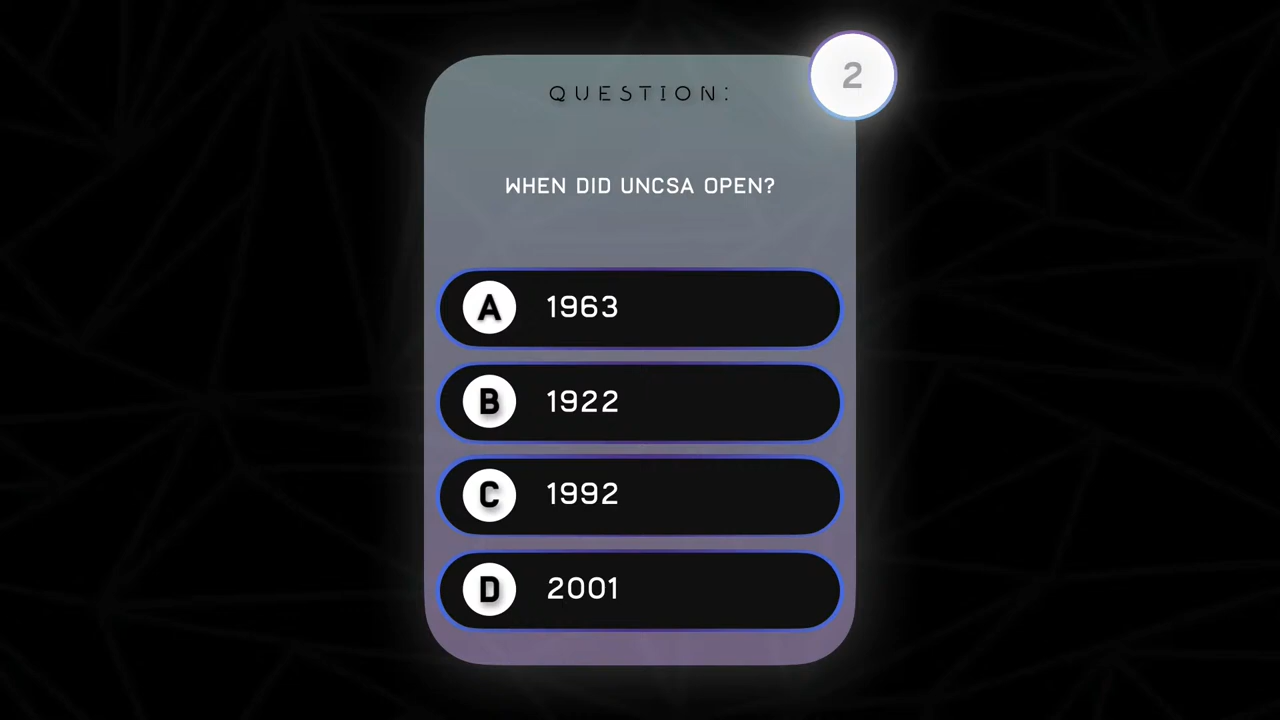 2
QUESTION:
WHEN DID UNCSA OPEN?
A 1963
B 1922
C 1992
D 2001